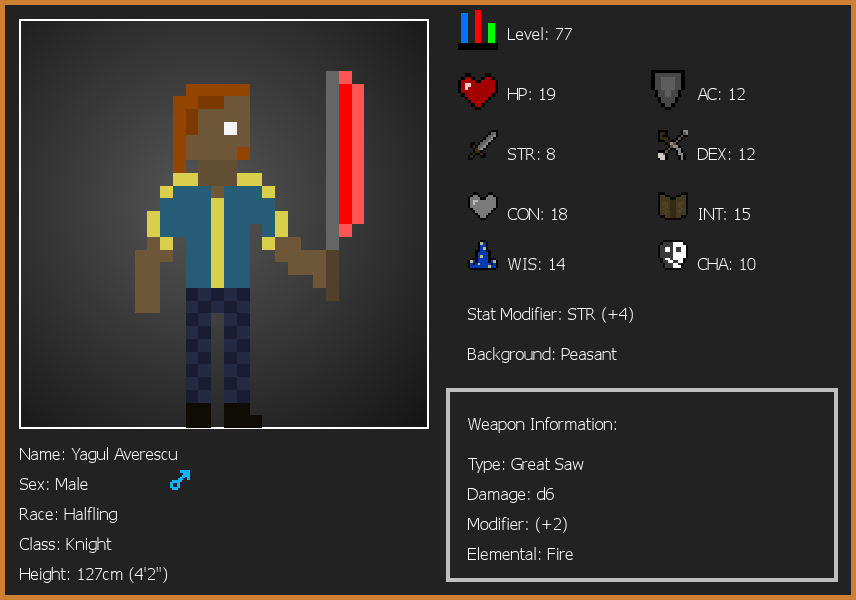 Level: 77
HP: 19
AC: 12
STR: 8
DEX: 12
CON: 18
INT: 15
WIS: 14
CHA: 10
Stat Modifier: STR (+4)
Background: Peasant
Weapon Information:
Type: Great Saw
Damage: d6
Modifier: (+2)
Elemental: Fire
Name: Yagul Averescu
Sex: Male
Race: Halfling
Class: Knight
Height: 127cm (4'2")